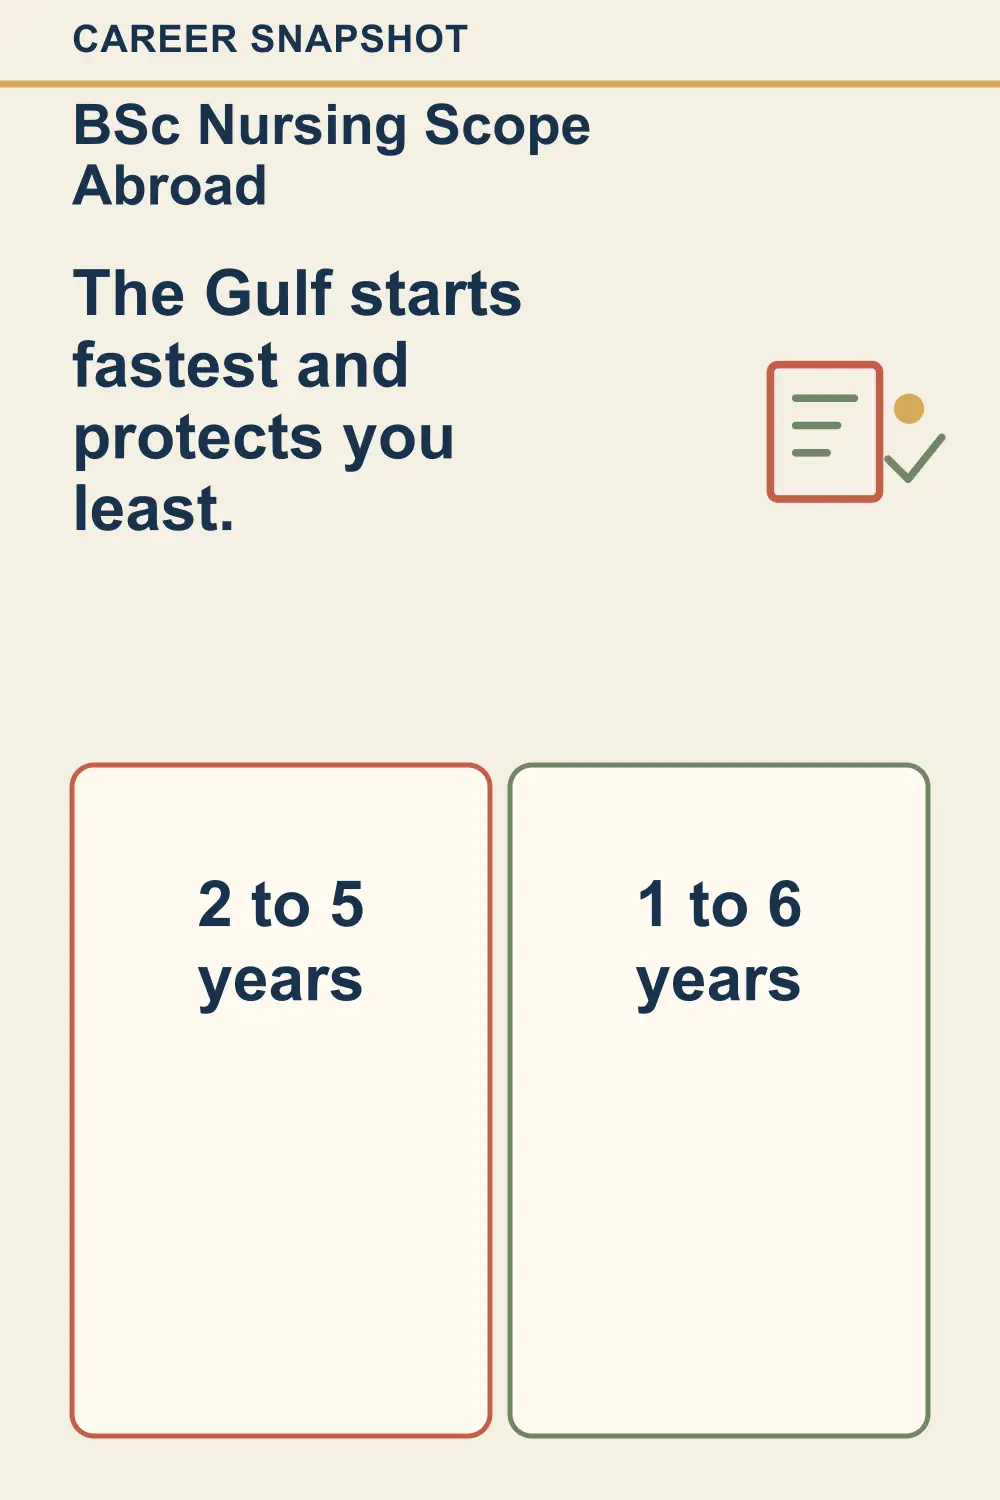 CAREER SNAPSHOT
BSc Nursing Scope
Abroad
The Gulf starts
fastest and
protects you
least.
2 to 5
years
1 to 6
years